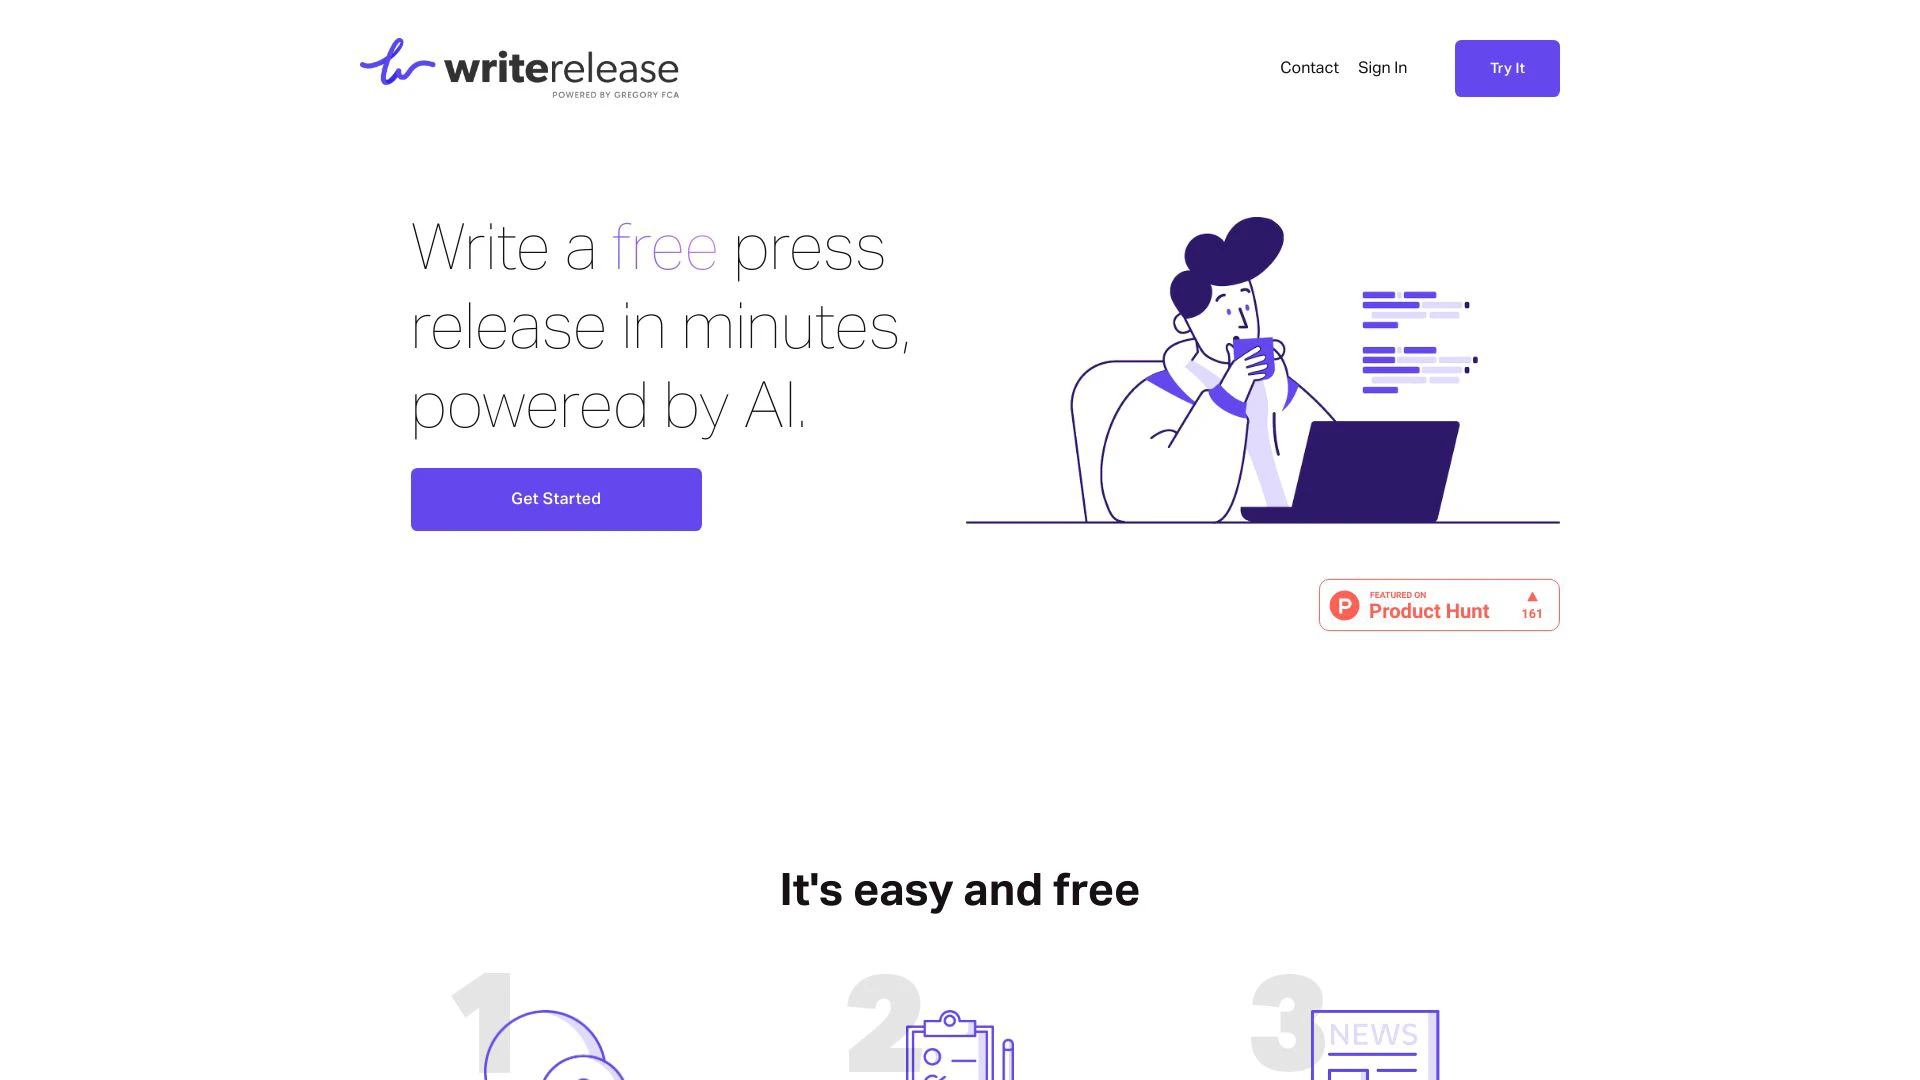 writerelease
POWERED BY GREGORY FCA
Contact
Sign In
Try It
Write a free press
release in minutes,
powered by AI.
Get Started
P
FEATURED ON
Product Hunt
161
It's easy and free
1
2
3
NEWS